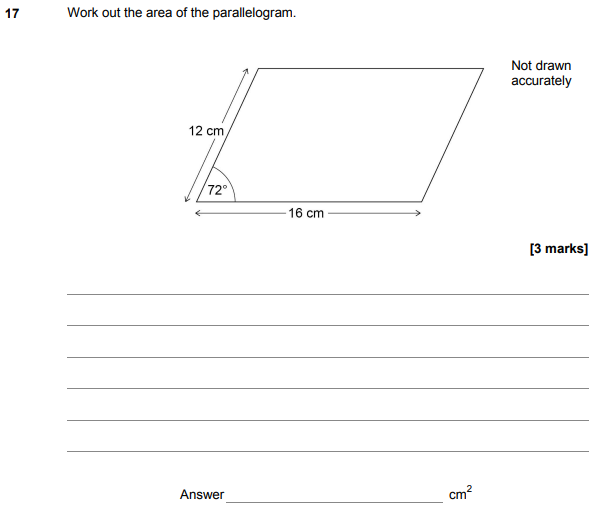 17 Work out the area of the parallelogram.
Not drawn
accurately
12 cm
72°
16 cm
[3 marks]
Answer cm²